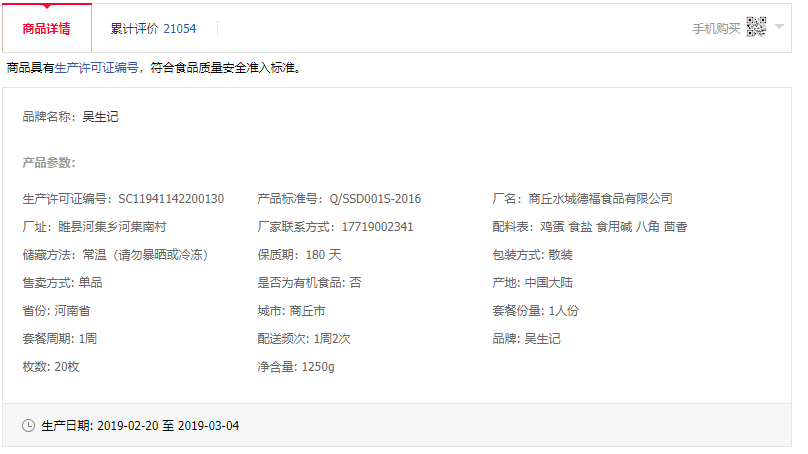 商品详情 累计评价 21054 手机购买
商品具有生产许可证编号，符合食品质量安全准入标准。
品牌名称：吴生记
产品参数：
生产许可证编号：SC11941142200130 产品标准号：Q/SSD001S-2016 厂名：商丘水城德福食品有限公司
厂址：睢县河集乡河集南村 厂家联系方式：17719002341 配料表：鸡蛋 食盐 食用碱 八角 茴香
储藏方法：常温（请勿暴晒或冷冻） 保质期：180 天 包装方式: 散装
售卖方式: 单品 是否为有机食品: 否 产地: 中国大陆
省份: 河南省 城市: 商丘市 套餐份量: 1人份
套餐周期: 1周 配送频次: 1周2次 品牌: 吴生记
枚数: 20枚 净含量: 1250g
生产日期: 2019-02-20 至 2019-03-04